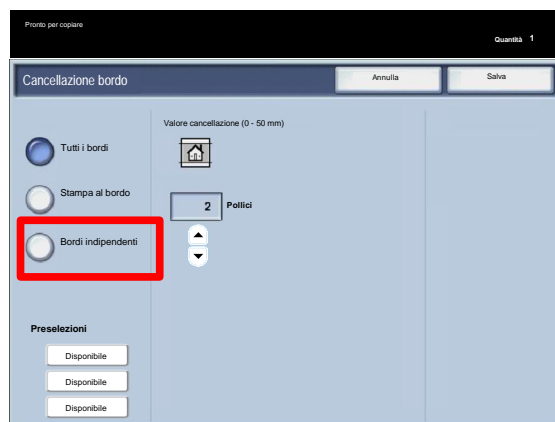 Pronto per copiare
Quantità 1
Cancellazione bordo
Annulla
Salva
Valore cancellazione (0 - 50 mm)
Tutti i bordi
Stampa al bordo
2 Pollici
Bordi indipendenti
Preselezioni
Disponibile
Disponibile
Disponibile